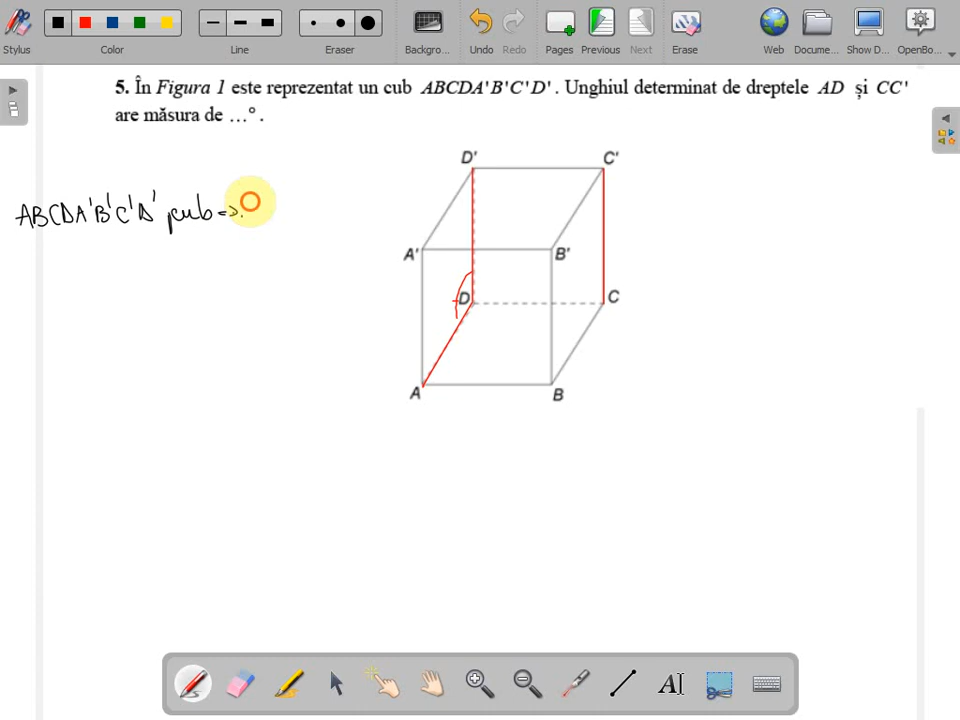 Stylus
Color
Line
Eraser
Backgro...
Undo
Redo
Pages
Previous
Next
Erase
Web
Docume...
Show D...
OpenBo...
5. În Figura 1 este reprezentat un cub ABCDA'B'C'D'. Unghiul determinat de dreptele AD și CC'
are măsura de …°.
D'
C'
ABCDA'B'C'D' cub =>
A'
B'
D
C
A
B